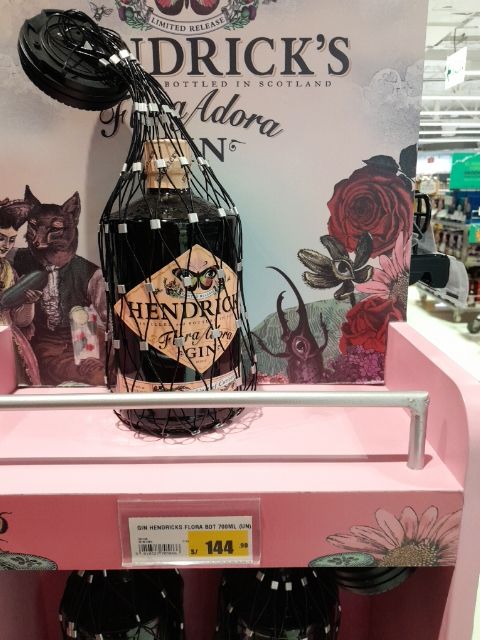 LIMITED RELEASE
NDRICK'S
BOTTLED IN SCOTLAND
Flora Adora
GIN
HENDRICK
Flora Adora
GIN
GIN HENDRICKS FLORA BOT 700ML (UN)
S/ 144 .90